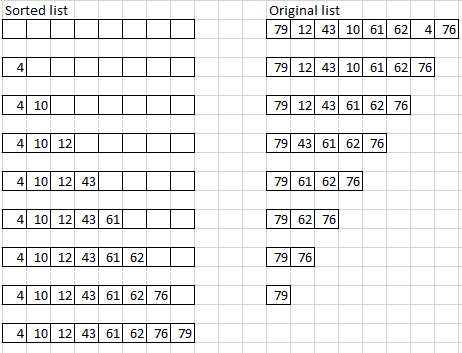 Sorted list Original list
79 12 43 10 61 62 4 76
4 79 12 43 10 61 62 76
4 10 79 12 43 61 62 76
4 10 12 79 43 61 62 76
4 10 12 43 79 61 62 76
4 10 12 43 61 79 62 76
4 10 12 43 61 62 79 76
4 10 12 43 61 62 76 79
4 10 12 43 61 62 76 79